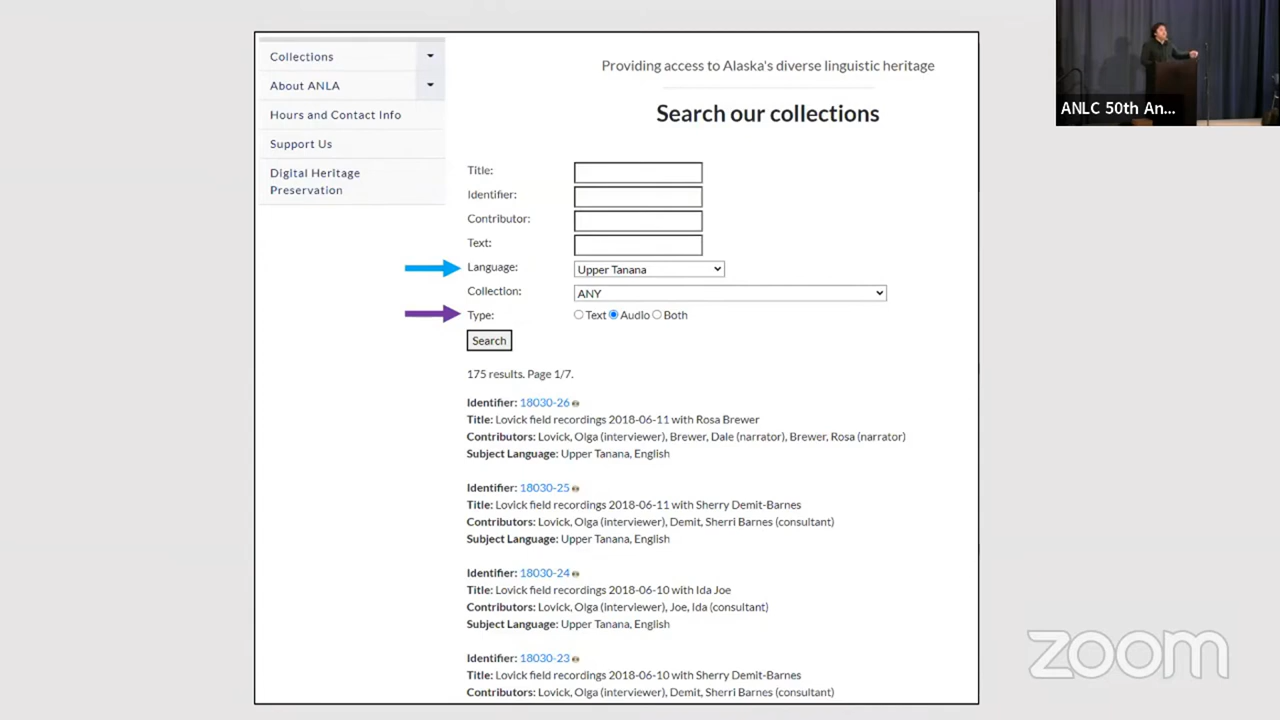 Collections
About ANLA
Hours and Contact Info
Support Us
Digital Heritage
Preservation
Providing access to Alaska's diverse linguistic heritage
Search our collections
Title:
Identifier:
Contributor:
Text:
Language: Upper Tanana
Collection: ANY
Type: Text Audio Both
Search
175 results. Page 1/7.
Identifier: 18030-26
Title: Lovick field recordings 2018-06-11 with Rosa Brewer
Contributors: Lovick, Olga (interviewer), Brewer, Dale (narrator), Brewer, Rosa (narrator)
Subject Language: Upper Tanana, English
Identifier: 18030-25
Title: Lovick field recordings 2018-06-11 with Sherry Demit-Barnes
Contributors: Lovick, Olga (interviewer), Demit, Sherri Barnes (consultant)
Subject Language: Upper Tanana, English
Identifier: 18030-24
Title: Lovick field recordings 2018-06-10 with Ida Joe
Contributors: Lovick, Olga (interviewer), Joe, Ida (consultant)
Subject Language: Upper Tanana, English
Identifier: 18030-23
Title: Lovick field recordings 2018-06-10 with Sherry Demit-Barnes
Contributors: Lovick, Olga (interviewer), Demit, Sherri Barnes (consultant)
ANLC 50th An...
zoom